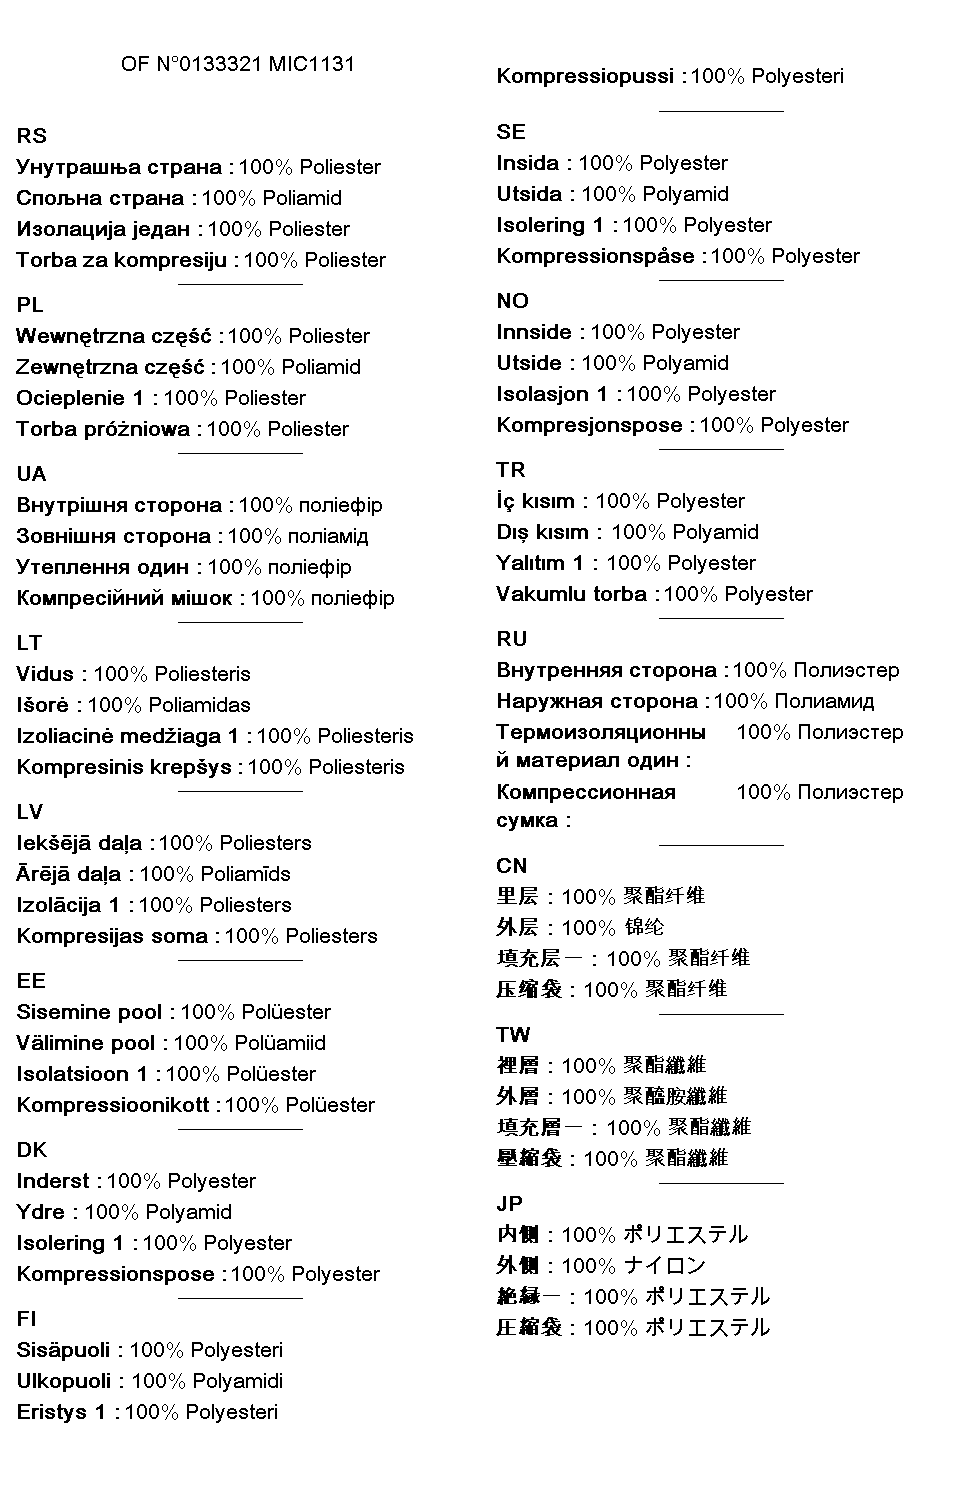 OF N°0133321 MIC1131
RS
Унутрашња страна : 100% Poliester
Спољна страна : 100% Poliamid
Изолација један : 100% Poliester
Torba za kompresiju : 100% Poliester
PL
Wewnętrzna część : 100% Poliester
Zewnętrzna część : 100% Poliamid
Ocieplenie 1 : 100% Poliester
Torba próżniowa : 100% Poliester
UA
Внутрішня сторона : 100% поліефір
Зовнішня сторона : 100% поліамід
Утеплення один : 100% поліефір
Компресійний мішок : 100% поліефір
LT
Vidus : 100% Poliesteris
Išorė : 100% Poliamidas
Izoliacinė medžiaga 1 : 100% Poliesteris
Kompresinis krepšys : 100% Poliesteris
LV
Iekšējā daļa : 100% Poliesters
Ārējā daļa : 100% Poliamīds
Izolācija 1 : 100% Poliesters
Kompresijas soma : 100% Poliesters
EE
Sisemine pool : 100% Polüester
Välimine pool : 100% Polüamiid
Isolatsioon 1 : 100% Polüester
Kompressioonikott : 100% Polüester
DK
Inderst : 100% Polyester
Ydre : 100% Polyamid
Isolering 1 : 100% Polyester
Kompressionspose : 100% Polyester
FI
Sisäpuoli : 100% Polyesteri
Ulkopuoli : 100% Polyamidi
Eristys 1 : 100% Polyesteri
Kompressiopussi : 100% Polyesteri
SE
Insida : 100% Polyester
Utsida : 100% Polyamid
Isolering 1 : 100% Polyester
Kompressionspåse : 100% Polyester
NO
Innside : 100% Polyester
Utside : 100% Polyamid
Isolasjon 1 : 100% Polyester
Kompresjonspose : 100% Polyester
TR
İç kısım : 100% Polyester
Dış kısım : 100% Polyamid
Yalıtım 1 : 100% Polyester
Vakumlu torba : 100% Polyester
RU
Внутренняя сторона : 100% Полиэстер
Наружная сторона : 100% Полиамид
Термоизоляционны 100% Полиэстер
й материал один :
Компрессионная 100% Полиэстер
сумка :
CN
里层 : 100% 聚酯纤维
外层 : 100% 锦纶
填充层一 : 100% 聚酯纤维
压缩袋 : 100% 聚酯纤维
TW
裡層 : 100% 聚酯纖維
外層 : 100% 聚醯胺纖維
填充層一 : 100% 聚酯纖維
壓縮袋 : 100% 聚酯纖維
JP
内側 : 100% ポリエステル
外側 : 100% ナイロン
絶縁一 : 100% ポリエステル
圧縮袋 : 100% ポリエステル